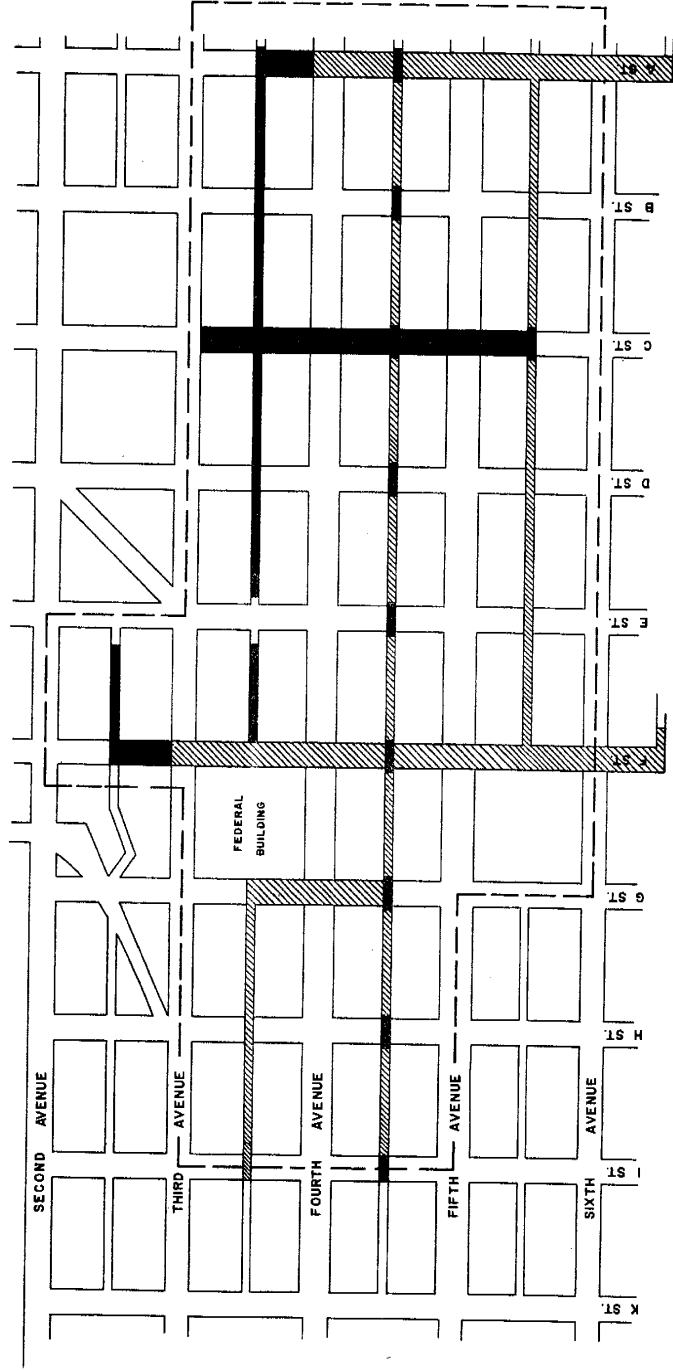 A ST.
B ST.
C ST.
D ST.
E ST.
F ST.
FEDERAL
BUILDING
G ST.
H ST.
SECOND AVENUE
THIRD AVENUE
FOURTH AVENUE
FIFTH AVENUE
SIXTH AVENUE
I ST.
K ST.